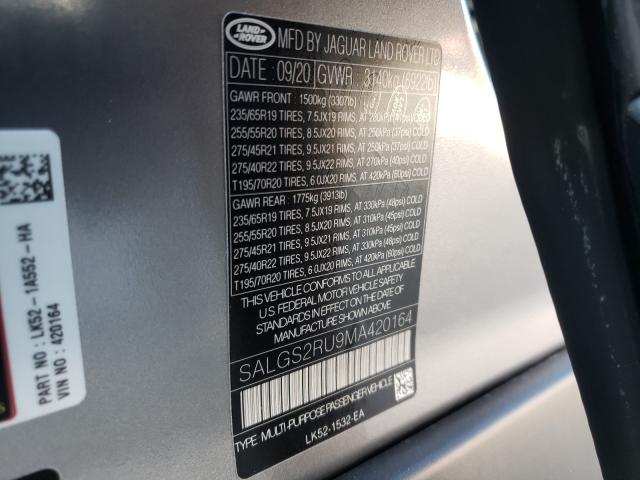 LAND
ROVER
MFD BY JAGUAR LAND ROVER LTD
DATE : 09/20 GVWR 3140kg (6922lb
GAWR FRONT : 1500kg (3307lb)
235/65R19 TIRES, 7.5JX19 RIMS, AT
255/55R20 TIRES, 8.5JX20 RIMS, AT 250kPa (37psi) COLD
275/45R21 TIRES, 9.5JX21 RIMS, AT 250kPa (37psi) COLD
275/40R22 TIRES, 9.5JX22 RIMS, AT 270kPa (40psi) COLD
T195/70R20 TIRES, 6.0JX20 RIMS, AT 420kPa (60psi) COLD
GAWR REAR : 1775kg (3913lb)
235/65R19 TIRES, 7.5JX19 RIMS, AT 330kPa (48psi) COLD
255/55R20 TIRES, 8.5JX20 RIMS, AT 310kPa (45psi) COLD
275/45R21 TIRES, 9.5JX21 RIMS, AT 310kPa (45psi) COLD
275/40R22 TIRES, 9.5JX22 RIMS, AT 330kPa (48psi) COLD
T195/70R20 TIRES, 6.0JX20 RIMS, AT 420kPa (60psi) COLD
THIS VEHICLE CONFORMS TO ALL APPLICABLE
U.S. FEDERAL MOTOR VEHICLE SAFETY
STANDARDS IN EFFECT ON THE DATE OF
MANUFACTURE SHOWN ABOVE
SALGS2RU9MA420164
TYPE : MULTI-PURPOSE PASSENGER VEHICLE
LK52-1532-EA
PART NO : LK52 - 1A552 - HA
VIN NO : 420164